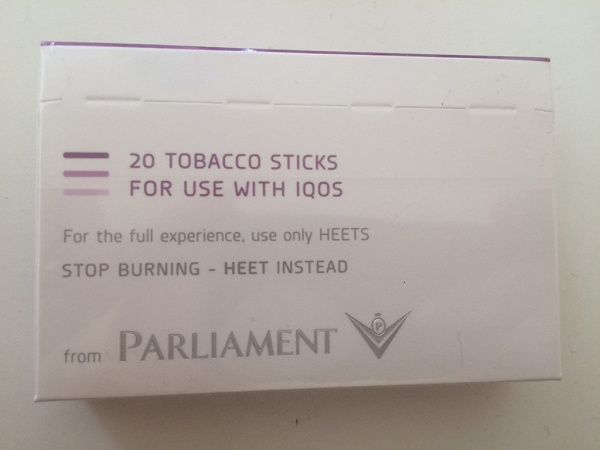 20 TOBACCO STICKS
FOR USE WITH IQOS
For the full experience, use only HEETS
STOP BURNING - HEET INSTEAD
from PARLIAMENT P